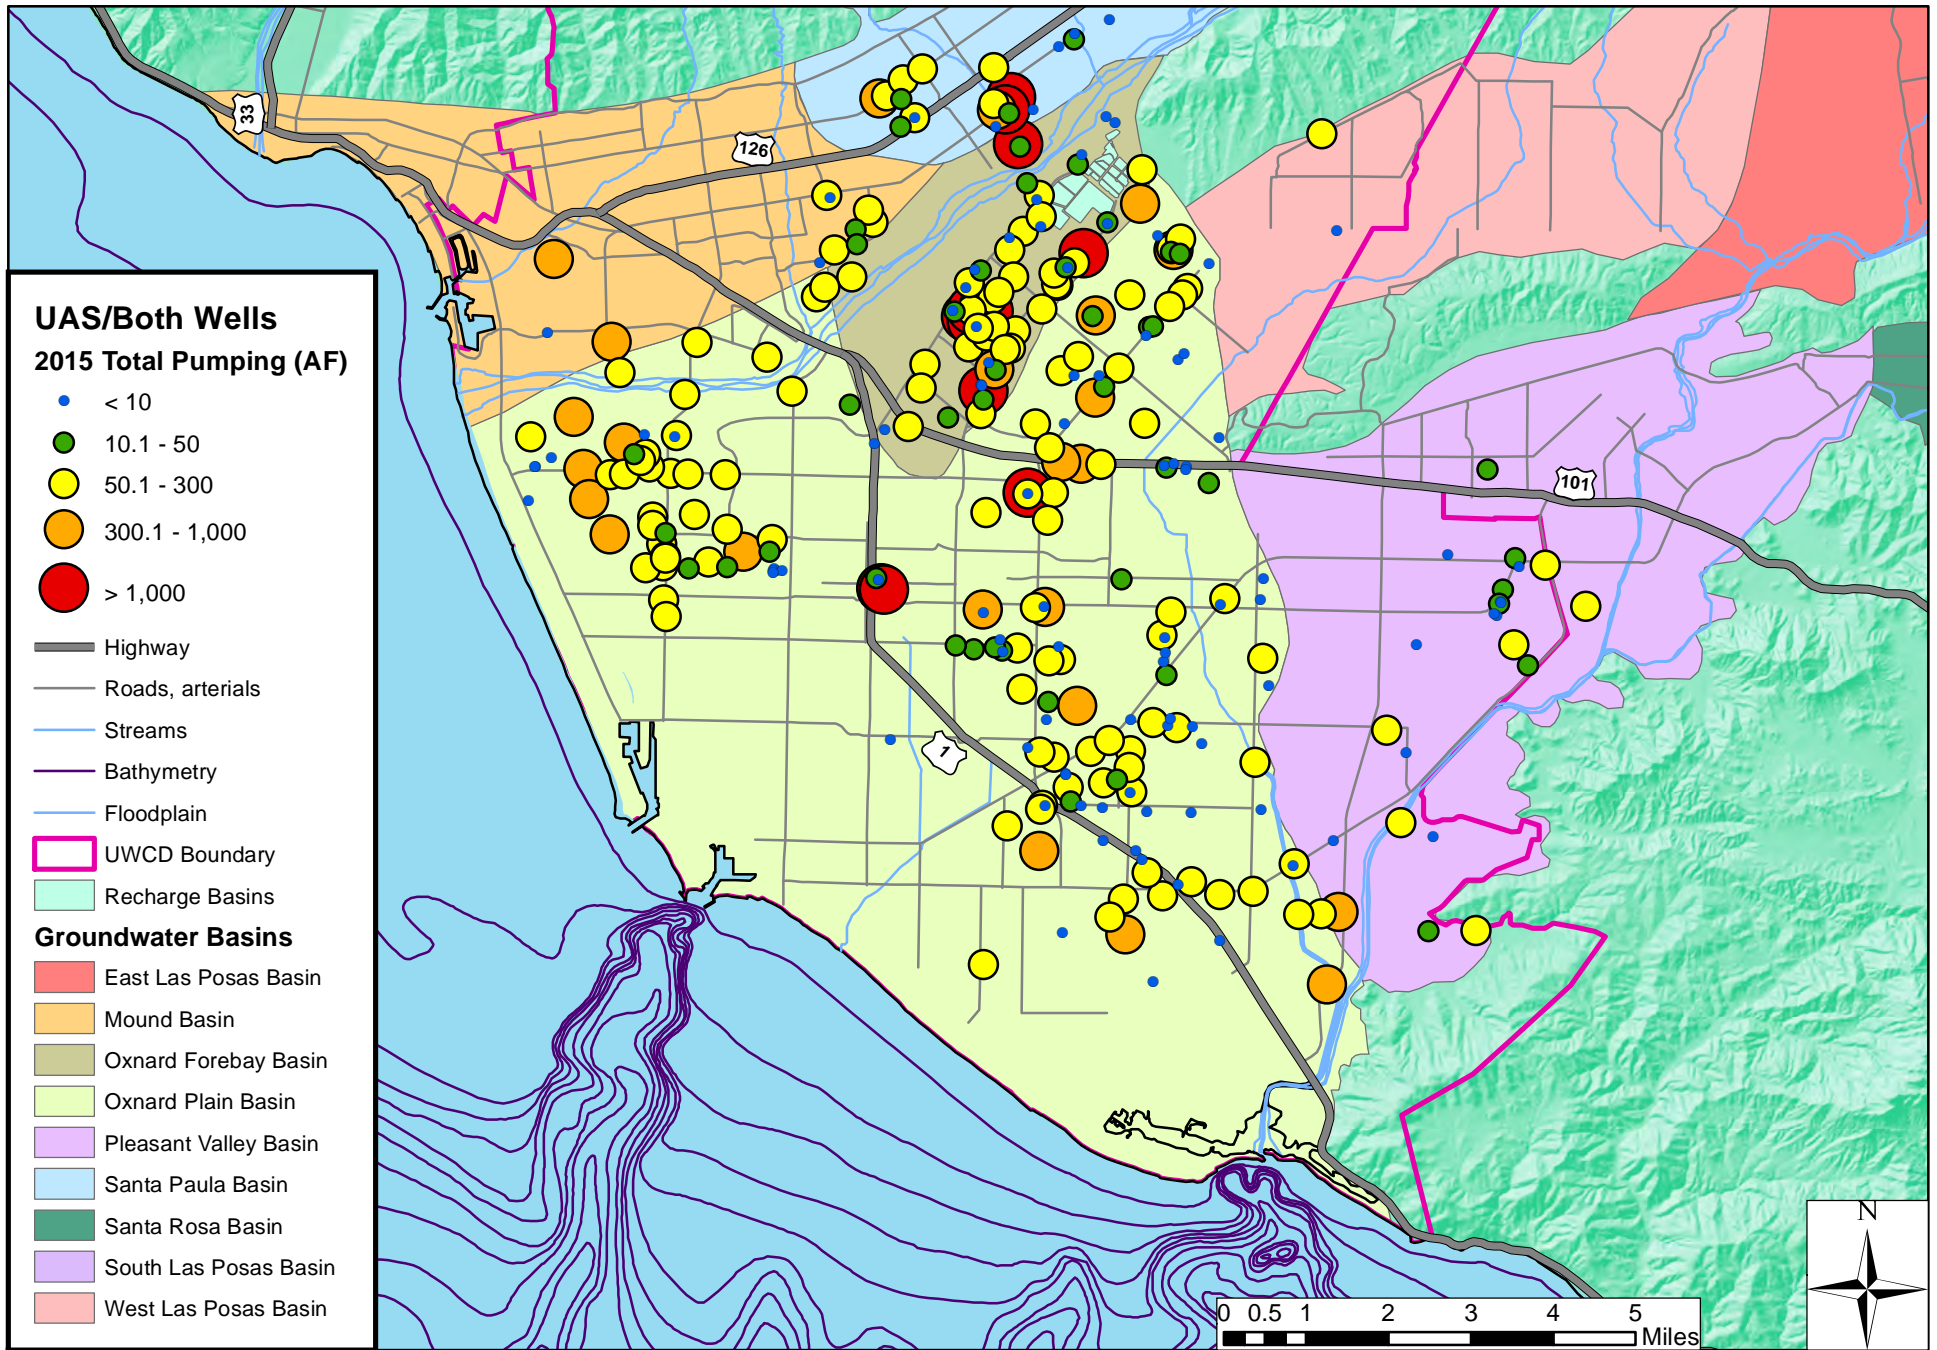 33
126
UAS/Both Wells
2015 Total Pumping (AF)
< 10
10.1 - 50
50.1 - 300
300.1 - 1,000
> 1,000
Highway
Roads, arterials
Streams
Bathymetry
Floodplain
UWCD Boundary
Recharge Basins
Groundwater Basins
East Las Posas Basin
Mound Basin
Oxnard Forebay Basin
Oxnard Plain Basin
Pleasant Valley Basin
Santa Paula Basin
Santa Rosa Basin
South Las Posas Basin
West Las Posas Basin
101
1
N
0 0.5 1 2 3 4 5
Miles